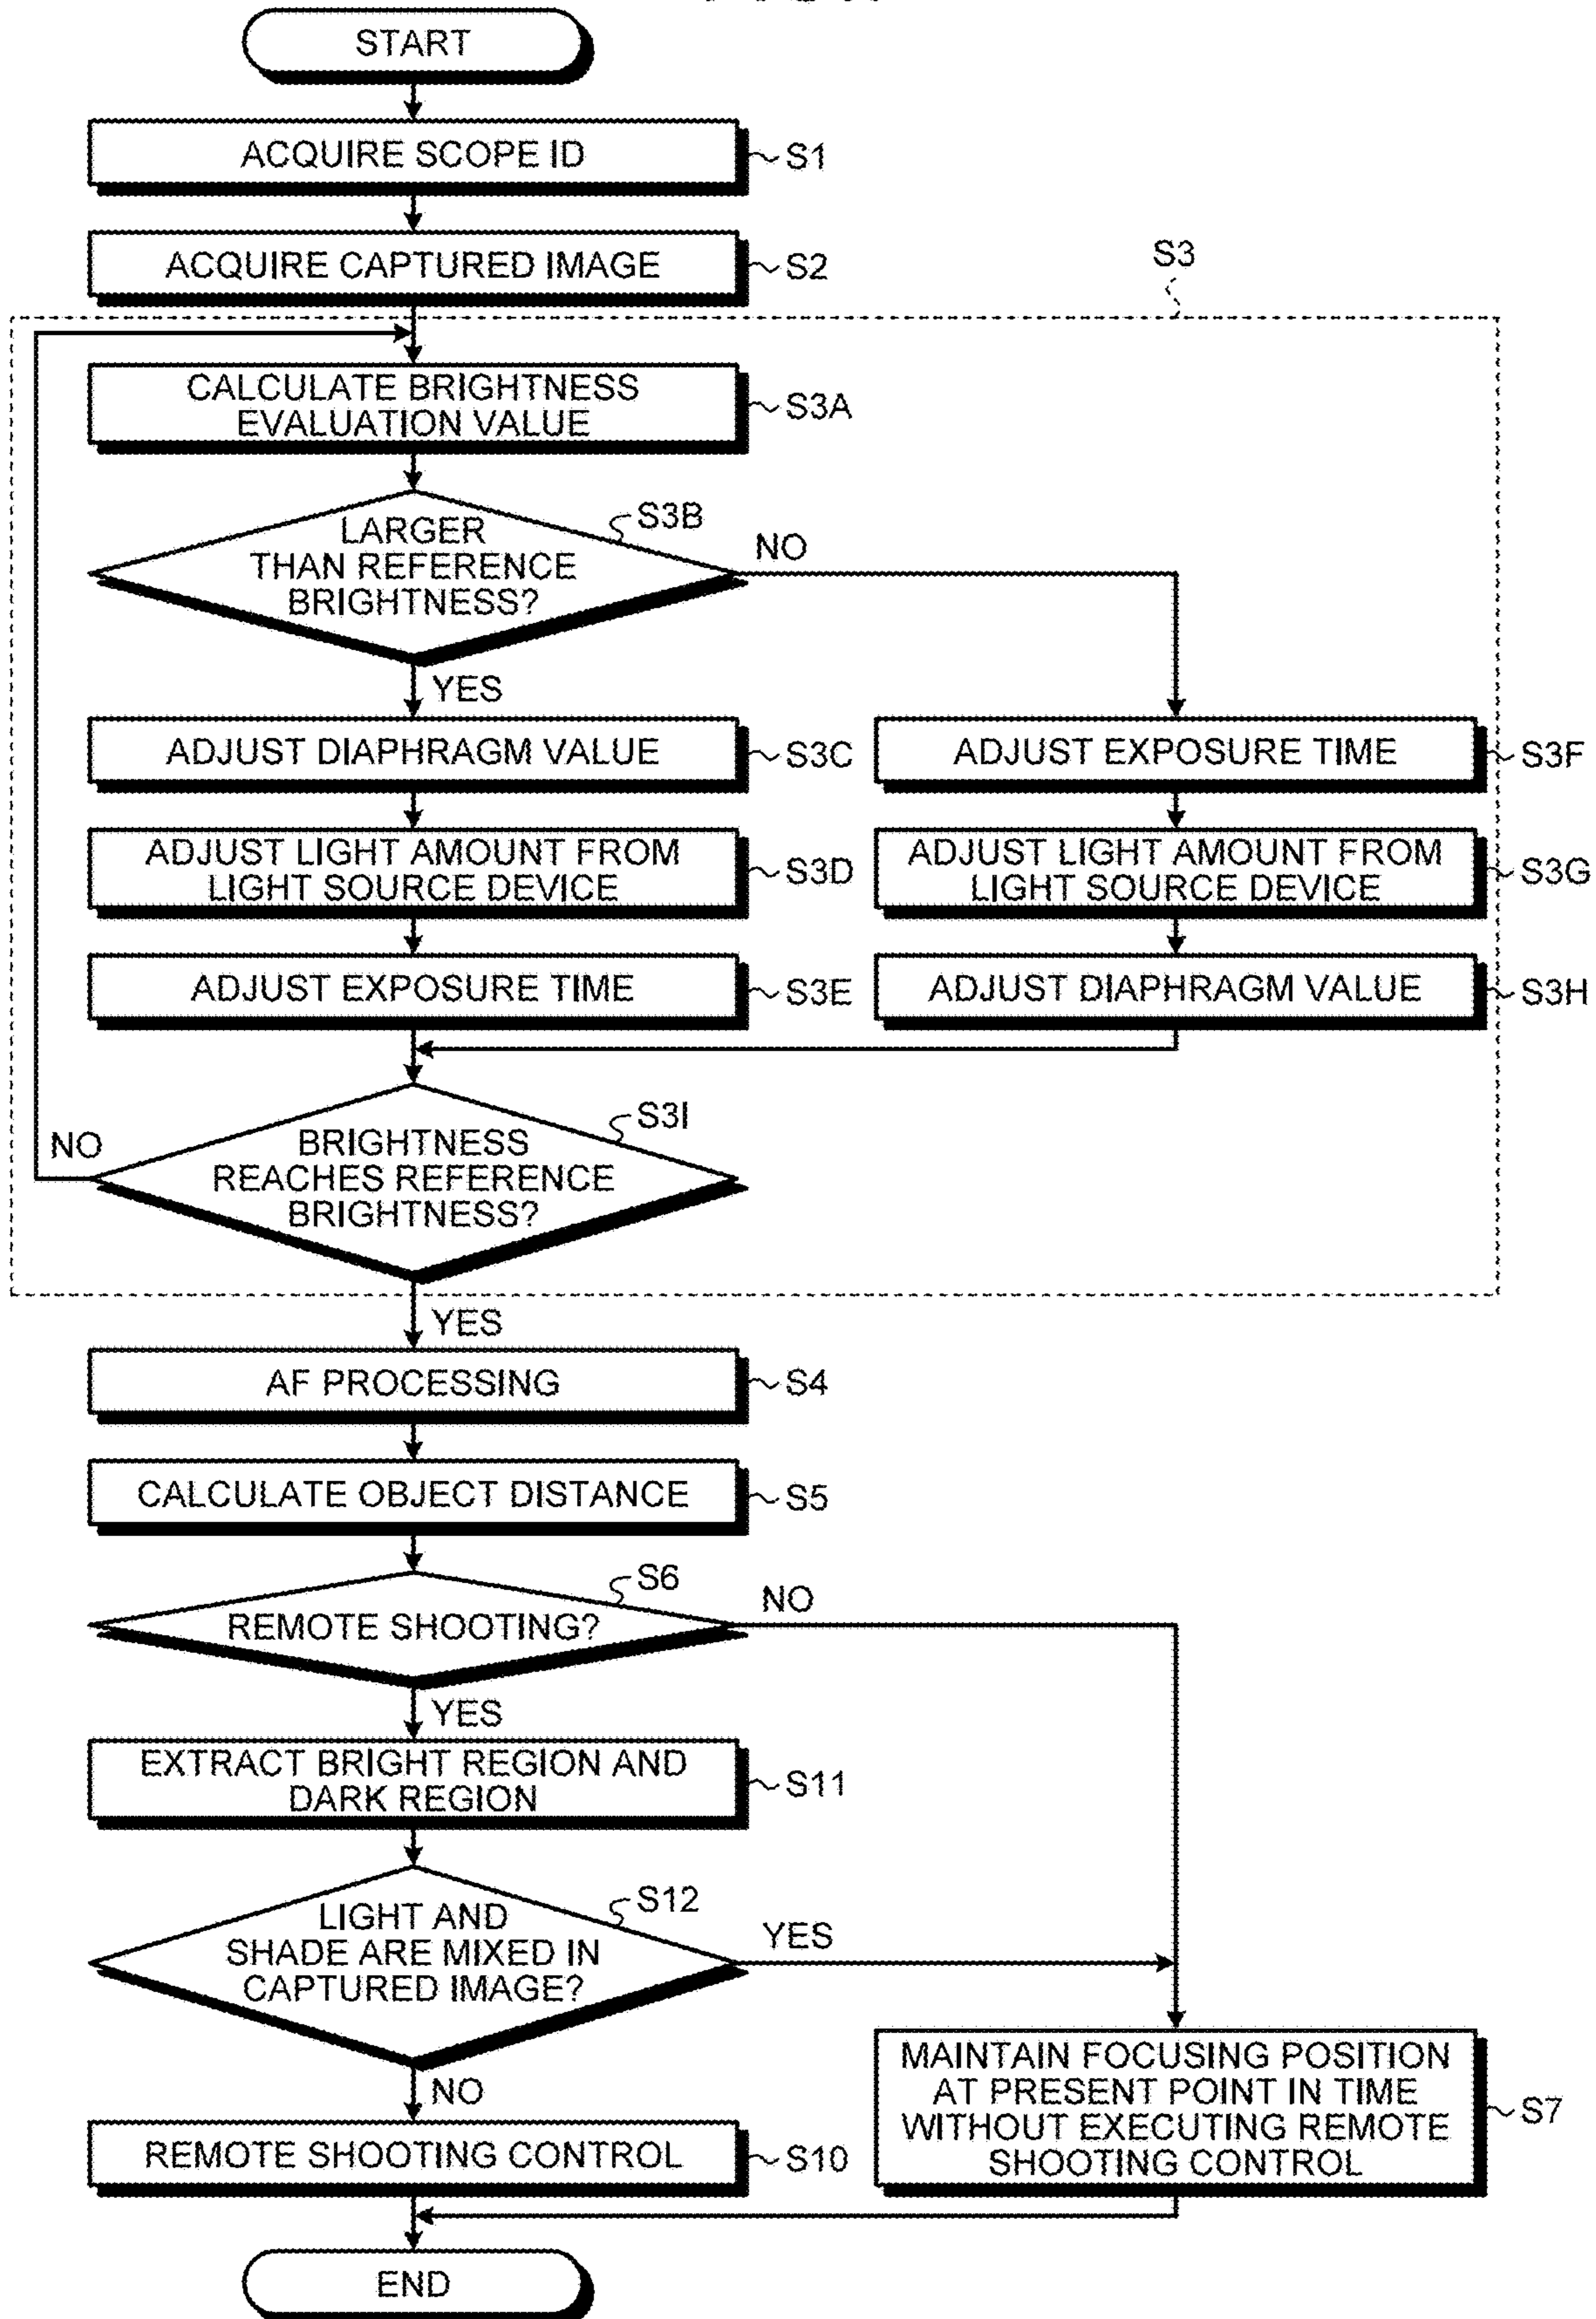 START
ACQUIRE SCOPE ID
S1
ACQUIRE CAPTURED IMAGE
S2
S3
CALCULATE BRIGHTNESS
EVALUATION VALUE
S3A
LARGER
THAN REFERENCE
BRIGHTNESS?
S3B
NO
YES
ADJUST DIAPHRAGM VALUE
S3C
ADJUST EXPOSURE TIME
S3F
ADJUST LIGHT AMOUNT FROM
LIGHT SOURCE DEVICE
S3D
ADJUST LIGHT AMOUNT FROM
LIGHT SOURCE DEVICE
S3G
ADJUST EXPOSURE TIME
S3E
ADJUST DIAPHRAGM VALUE
S3H
S3I
NO
BRIGHTNESS
REACHES REFERENCE
BRIGHTNESS?
YES
AF PROCESSING
S4
CALCULATE OBJECT DISTANCE
S5
S6
NO
REMOTE SHOOTING?
YES
EXTRACT BRIGHT REGION AND
DARK REGION
S11
S12
LIGHT AND
SHADE ARE MIXED IN
CAPTURED IMAGE?
YES
NO
MAINTAIN FOCUSING POSITION
AT PRESENT POINT IN TIME
WITHOUT EXECUTING REMOTE
SHOOTING CONTROL
S7
REMOTE SHOOTING CONTROL
S10
END